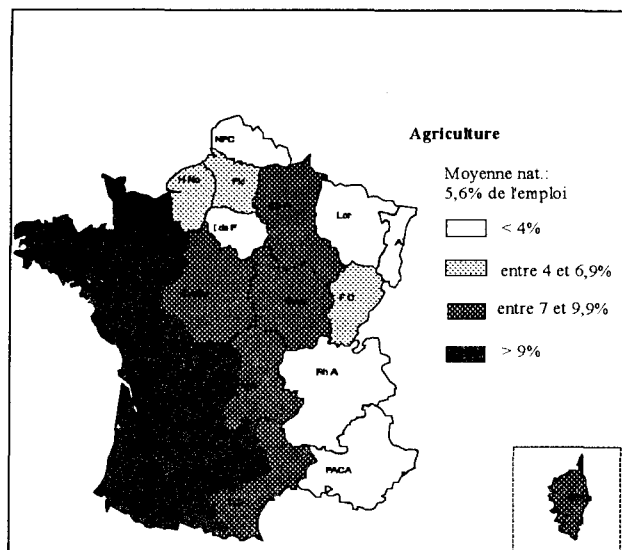 Agriculture
Moyenne nat.:
5,6% de l'emploi
< 4%
entre 4 et 6,9%
entre 7 et 9,9%
> 9%
NPC
H-No
Pic
I de F
Lor
A
F C
Rh A
PACA